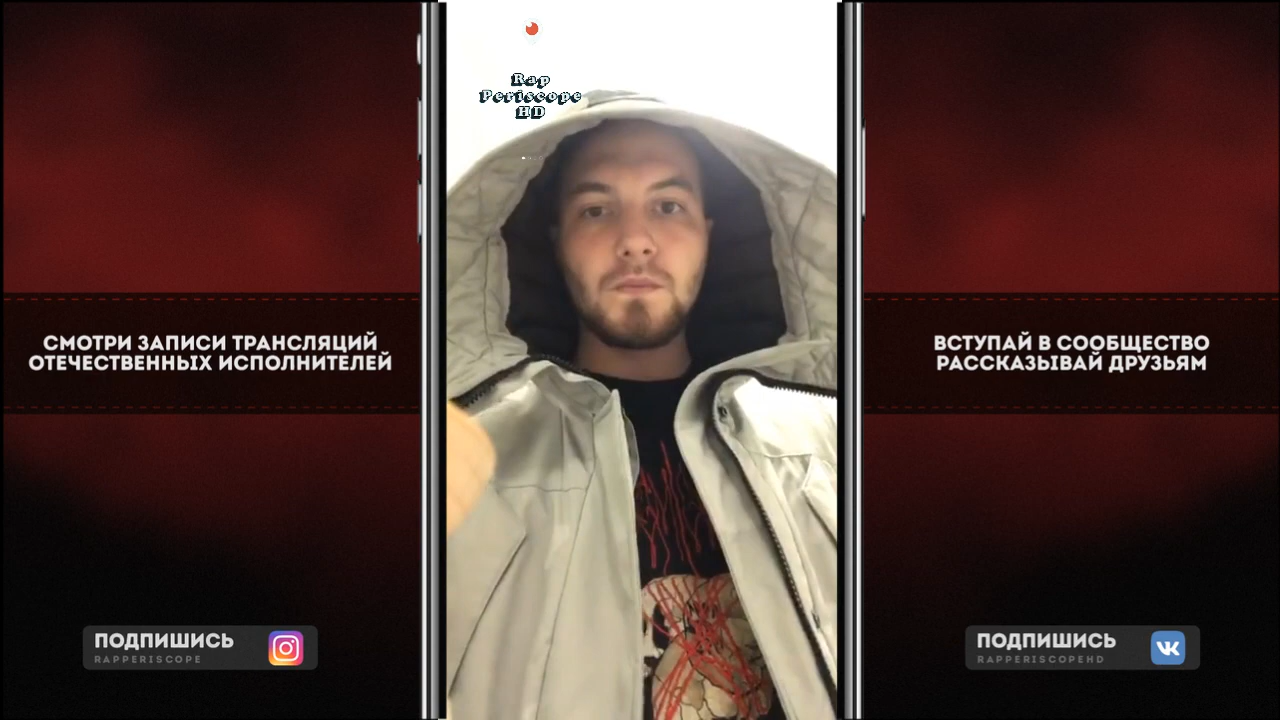 Rap
Periscope
HD
СМОТРИ ЗАПИСИ ТРАНСЛЯЦИЙ
ОТЕЧЕСТВЕННЫХ ИСПОЛНИТЕЛЕЙ
ВСТУПАЙ В СООБЩЕСТВО
РАССКАЗЫВАЙ ДРУЗЬЯМ
ПОДПИШИСЬ
RAPPERISCOPE
ПОДПИШИСЬ
RAPPERISCOPEHD